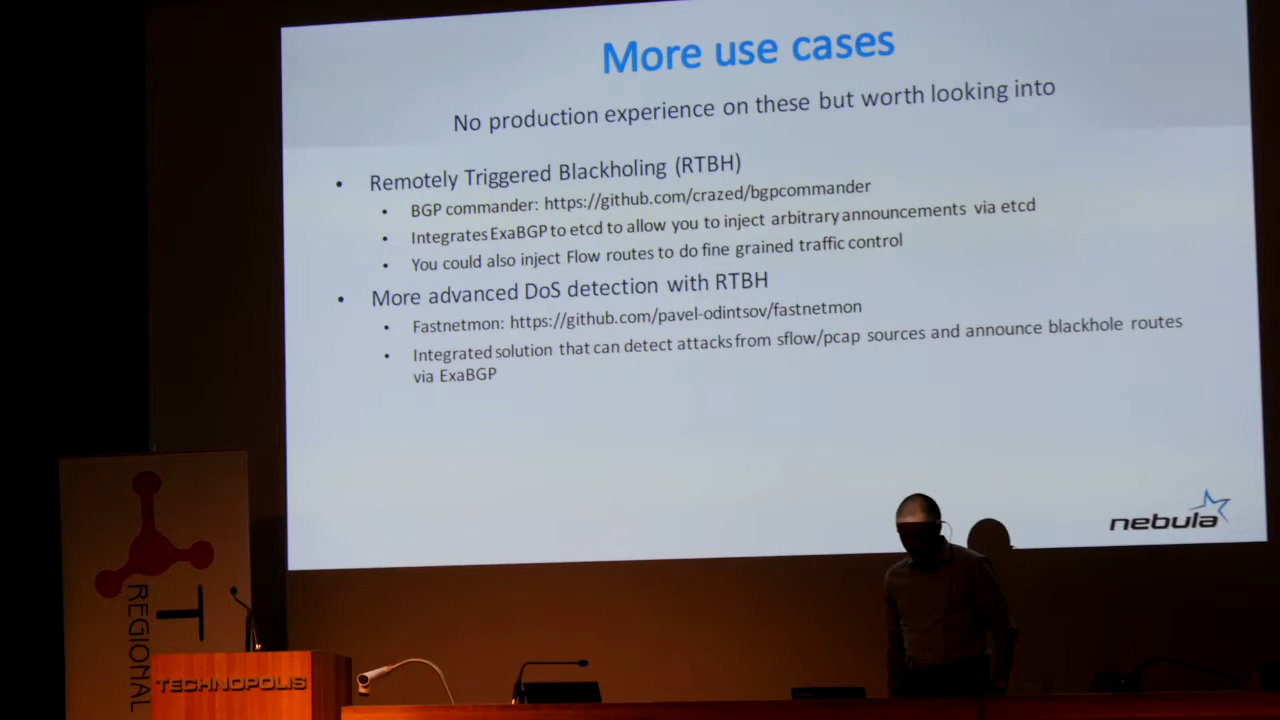 More use cases
No production experience on these but worth looking into
• Remotely Triggered Blackholing (RTBH)
• BGP commander: https://github.com/crazed/bgpcommander
• Integrates ExaBGP to etcd to allow you to inject arbitrary announcements via etcd
• You could also inject Flow routes to do fine grained traffic control
• More advanced DoS detection with RTBH
• Fastnetmon: https://github.com/pavel-odintsov/fastnetmon
• Integrated solution that can detect attacks from sflow/pcap sources and announce blackhole routes
via ExaBGP
nebula
T
REGIONAL
TECHNOPOLIS